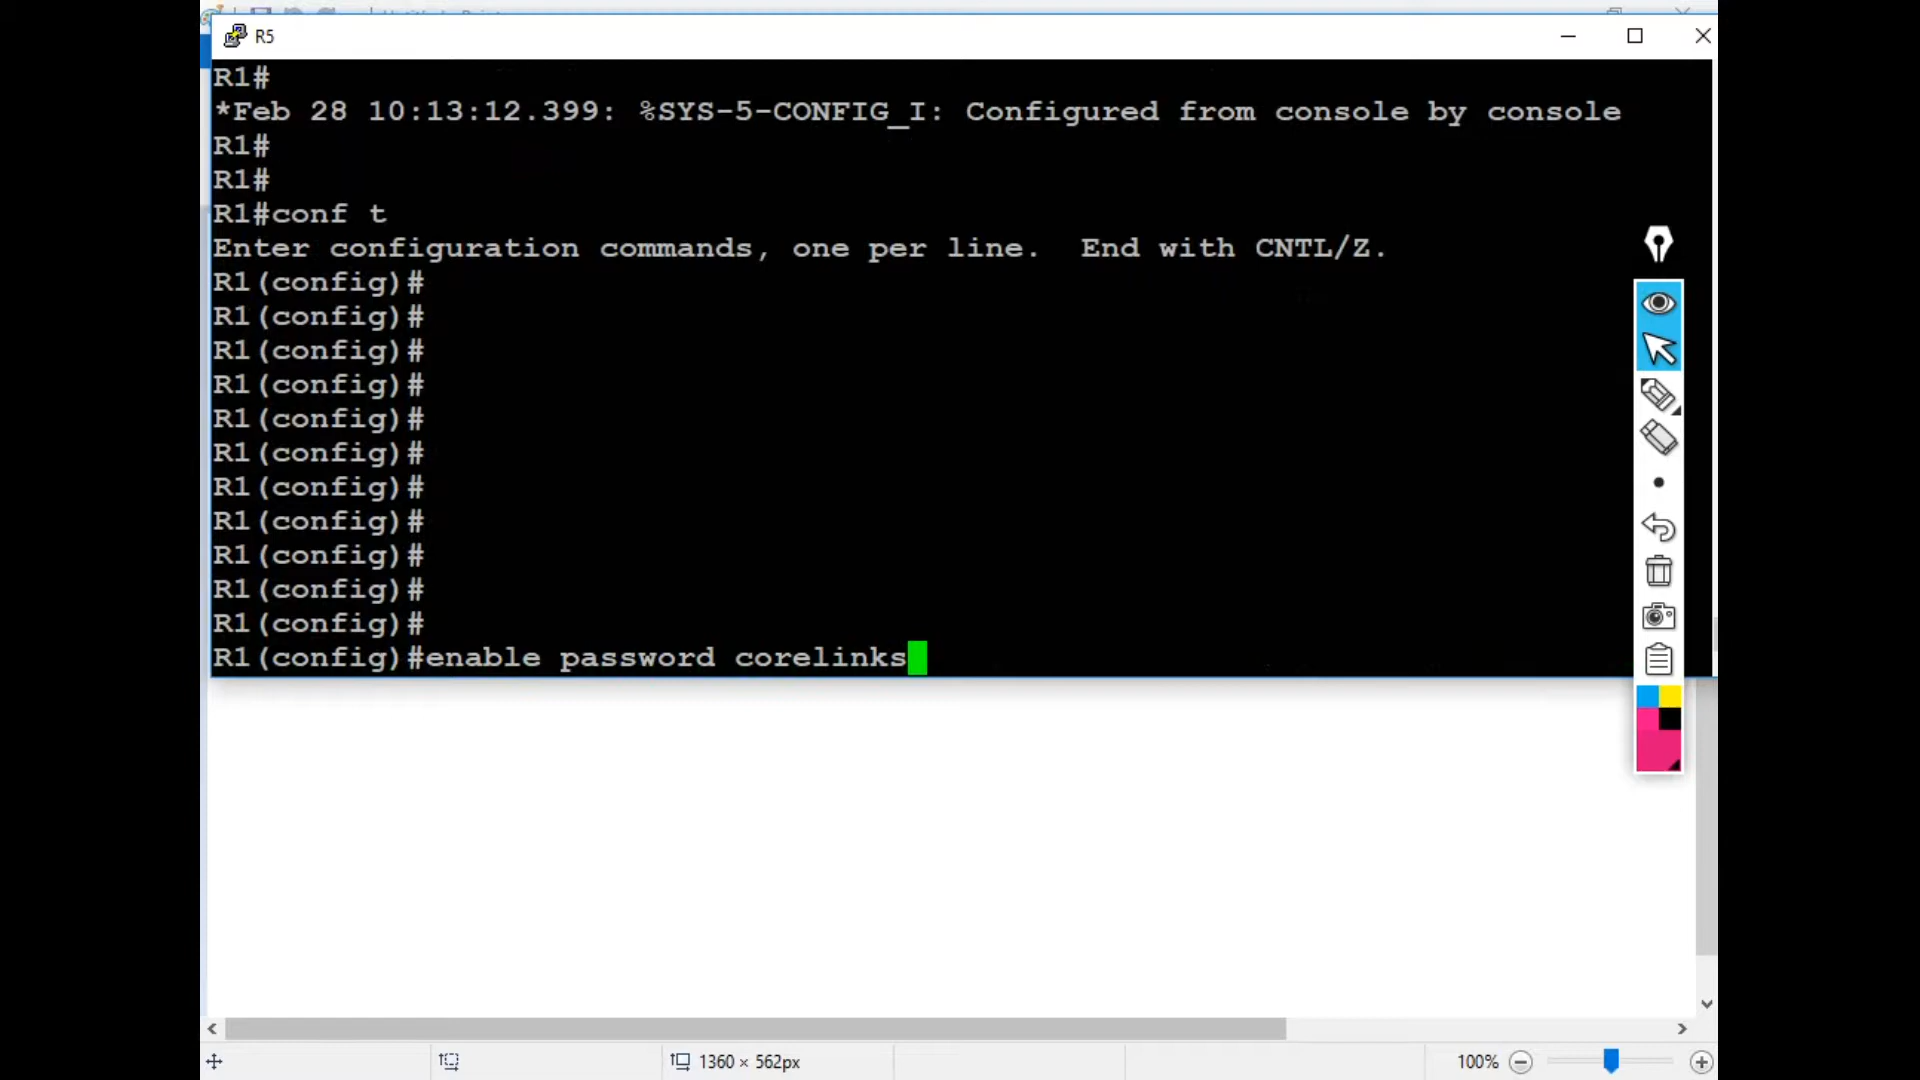 R5
R1#
*Feb 28 10:13:12.399: %SYS-5-CONFIG_I: Configured from console by console
R1#
R1#
R1#conf t
Enter configuration commands, one per line.  End with CNTL/Z.
R1(config)#
R1(config)#
R1(config)#
R1(config)#
R1(config)#
R1(config)#
R1(config)#
R1(config)#
R1(config)#
R1(config)#
R1(config)#
R1(config)#enable password corelinks
1360 × 562px
100%